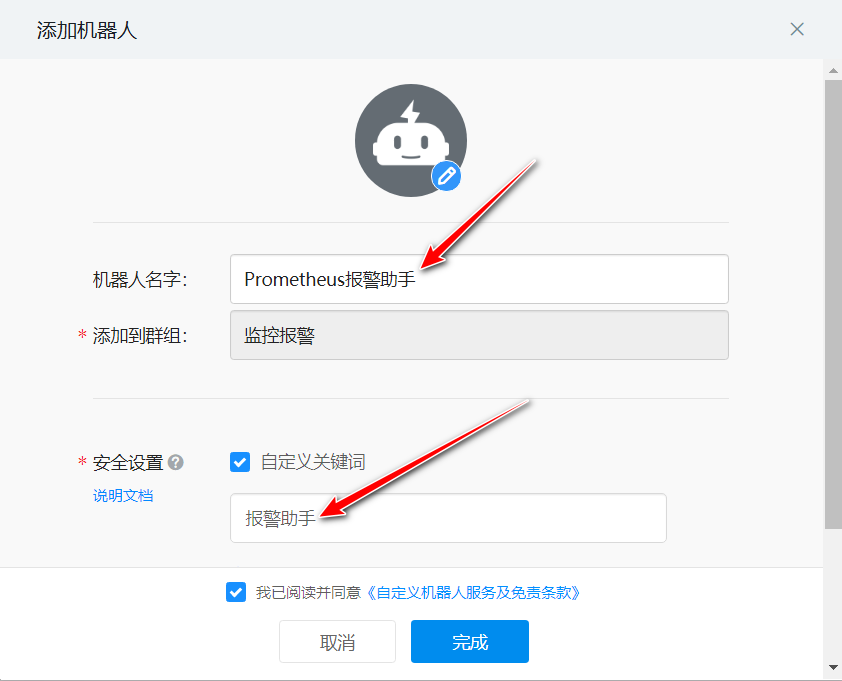 添加机器人
机器人名字：
Prometheus报警助手
* 添加到群组：
监控报警
* 安全设置 ?
自定义关键词
说明文档
报警助手
我已阅读并同意《自定义机器人服务及免责条款》
取消
完成